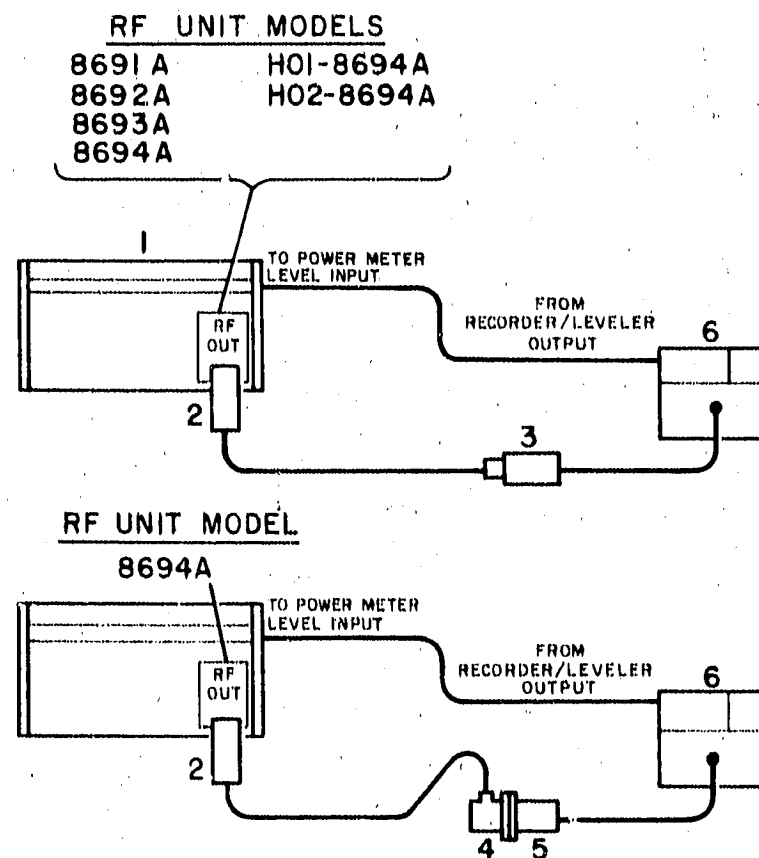 RF UNIT MODELS
8691A HO1-8694A
8692A HO2-8694A
8693A
8694A
1
TO POWER METER
LEVEL INPUT
FROM
RECORDER/LEVELER
OUTPUT
6
RF
OUT
2
3
RF UNIT MODEL
8694A
TO POWER METER
LEVEL INPUT
FROM
RECORDER/LEVELER
OUTPUT
6
RF
OUT
2
4 5